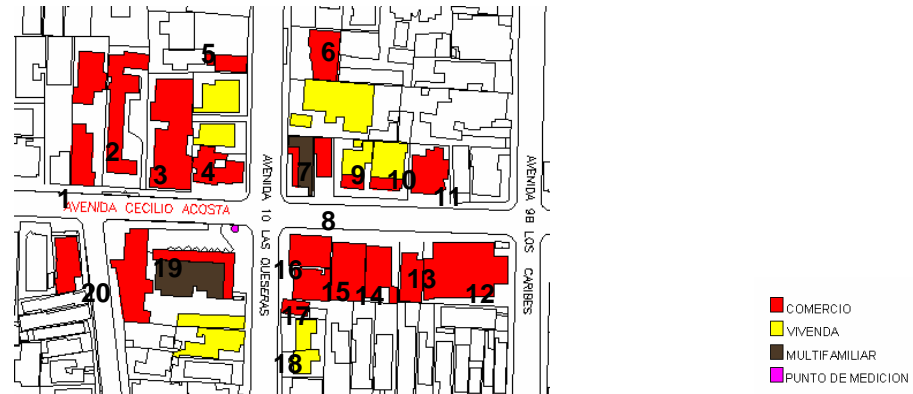 5
6
2
3
4
7
9
10
11
1
AVENIDA CECILIO ACOSTA
AVENIDA 10 LAS QUESERAS
AVENIDA 9B LOS CARIBES
8
16
19
20
15
14
13
12
17
18
COMERCIO
VIVENDA
MULTIFAMILIAR
PUNTO DE MEDICION